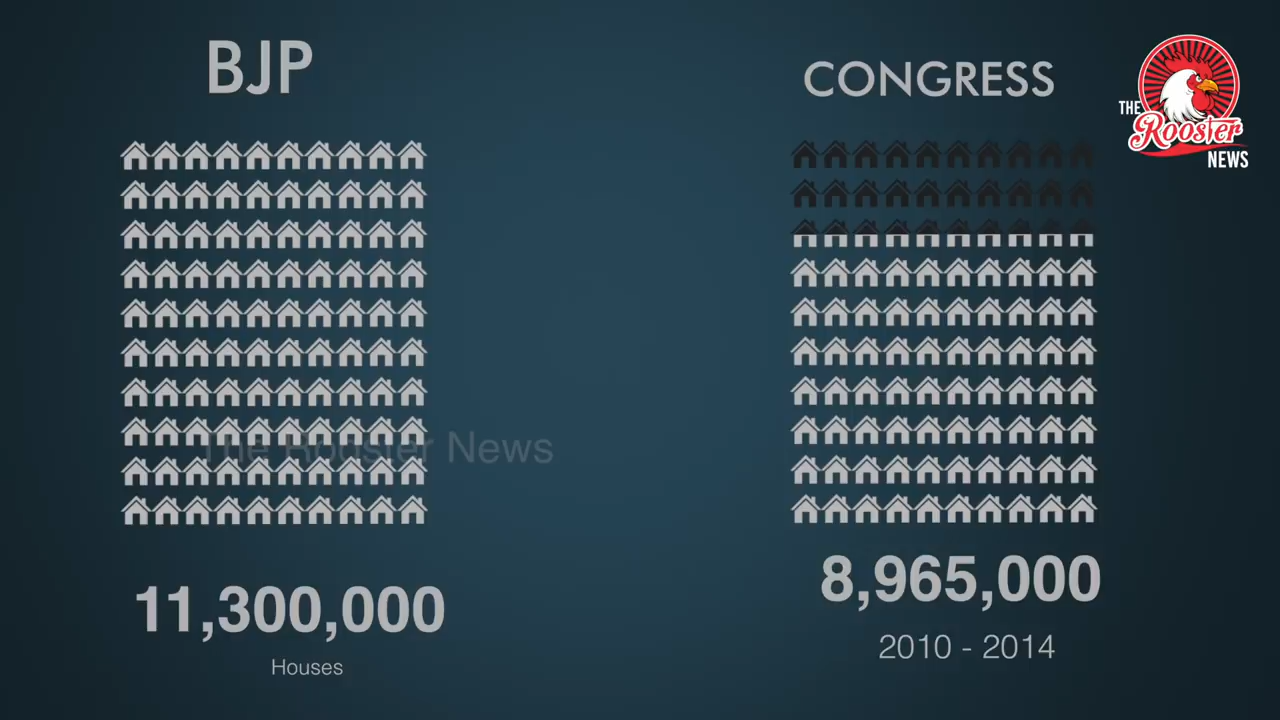 BJP
CONGRESS
THE
Rooster
NEWS
The Rooster News
11,300,000
Houses
8,965,000
2010 - 2014